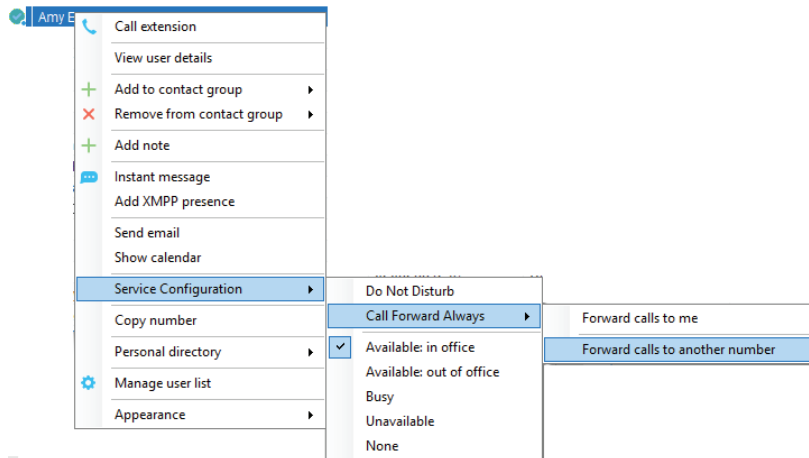 Amy E
Call extension
View user details
Add to contact group
Remove from contact group
Add note
Instant message
Add XMPP presence
Send email
Show calendar
Service Configuration
Copy number
Personal directory
Manage user list
Appearance
Do Not Disturb
Call Forward Always
Available: in office
Available: out of office
Busy
Unavailable
None
Forward calls to me
Forward calls to another number